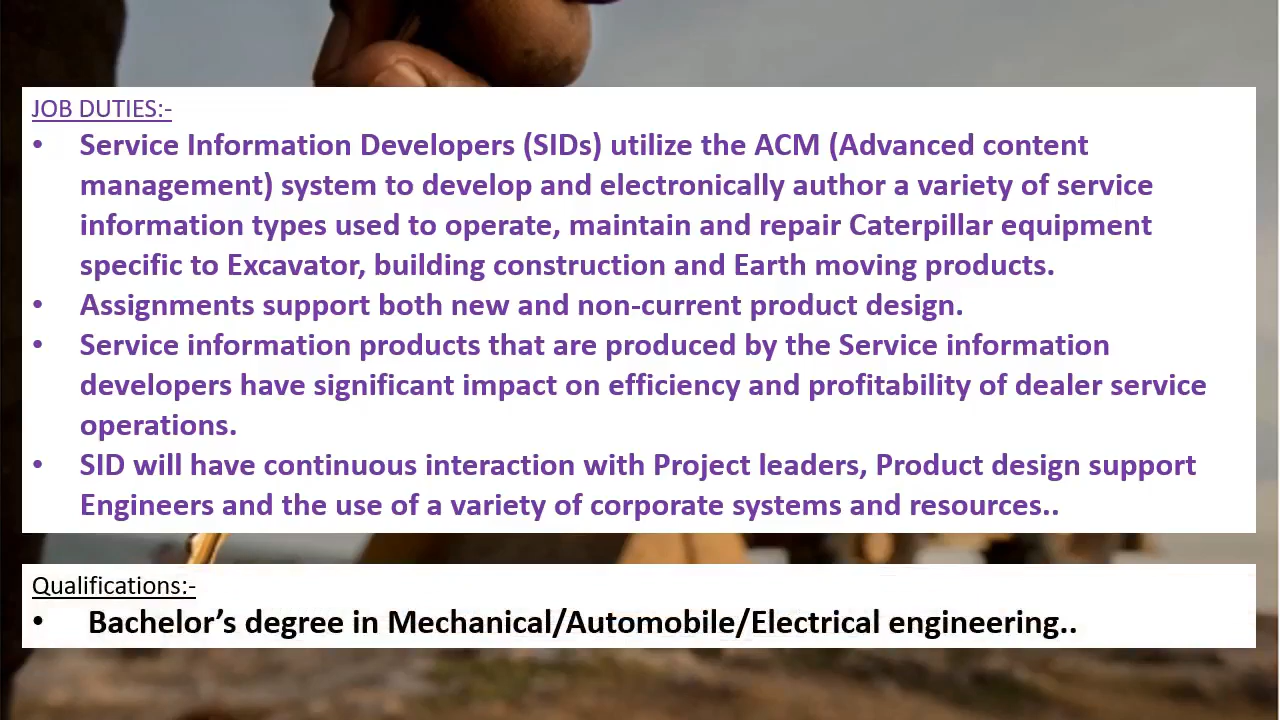 JOB DUTIES:-
• Service Information Developers (SIDs) utilize the ACM (Advanced content
management) system to develop and electronically author a variety of service
information types used to operate, maintain and repair Caterpillar equipment
specific to Excavator, building construction and Earth moving products.
• Assignments support both new and non-current product design.
• Service information products that are produced by the Service information
developers have significant impact on efficiency and profitability of dealer service
operations.
• SID will have continuous interaction with Project leaders, Product design support
Engineers and the use of a variety of corporate systems and resources..
Qualifications:-
• Bachelor’s degree in Mechanical/Automobile/Electrical engineering..